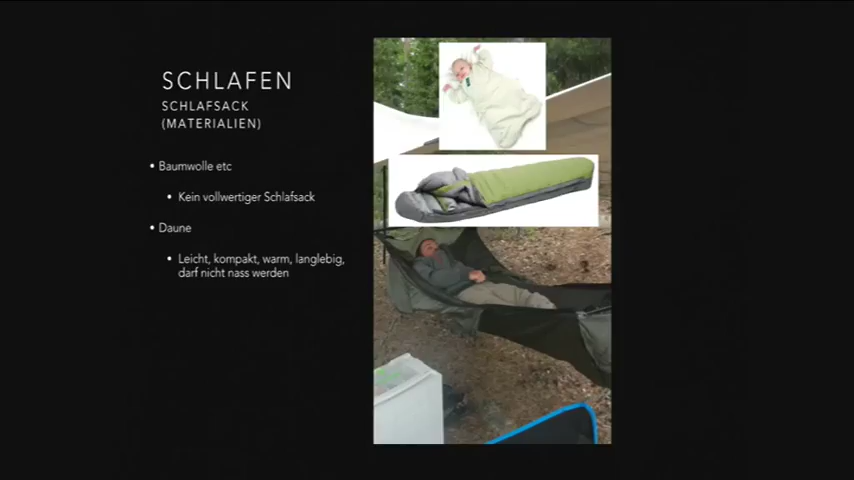 SCHLAFEN
SCHLAFSACK
(MATERIALIEN)
• Baumwolle etc
• Kein vollwertiger Schlafsack
• Daune
• Leicht, kompakt, warm, langlebig,
darf nicht nass werden